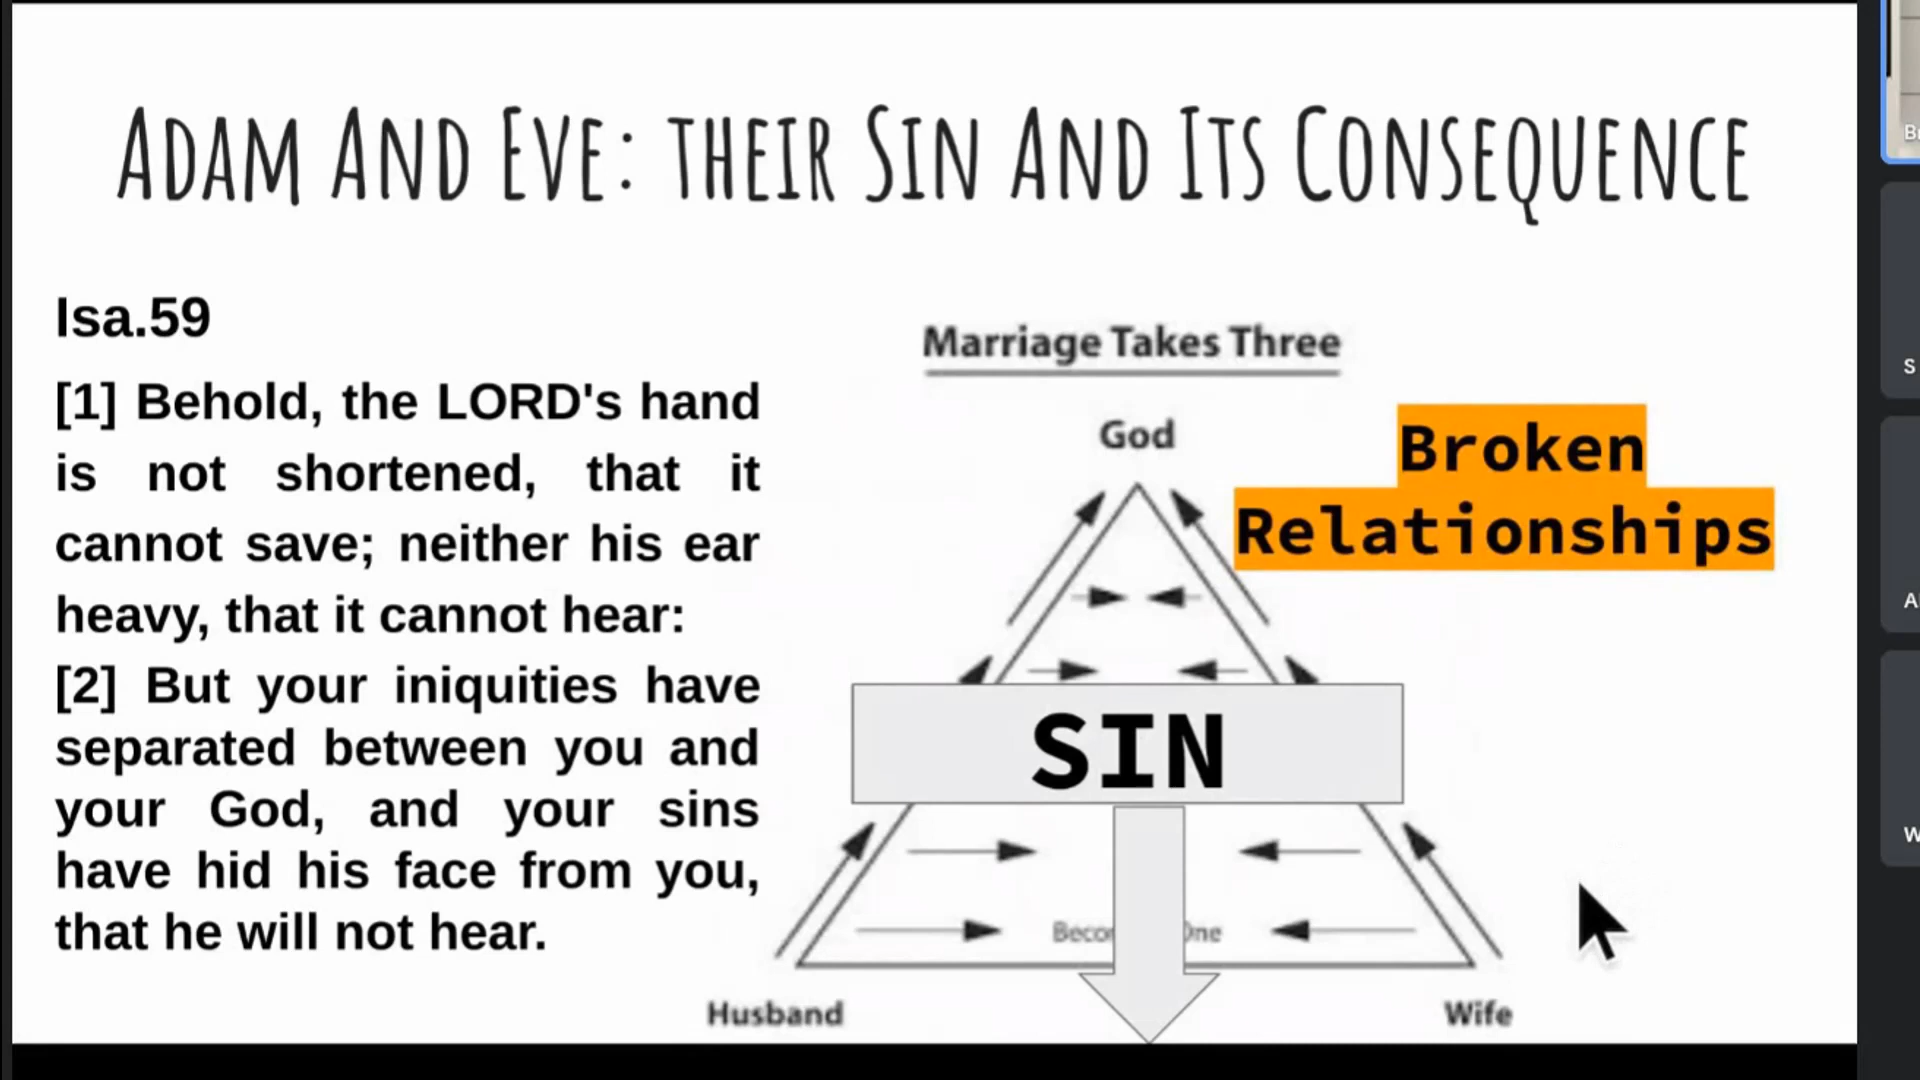 ADAM AND EVE: THEIR SIN AND ITS CONSEQUENCE
Isa.59
[1] Behold, the LORD's hand
is not shortened, that it
cannot save; neither his ear
heavy, that it cannot hear:
[2] But your iniquities have
separated between you and
your God, and your sins
have hid his face from you,
that he will not hear.
Marriage Takes Three
God
Broken
Relationships
SIN
One
Husband
Wife
S